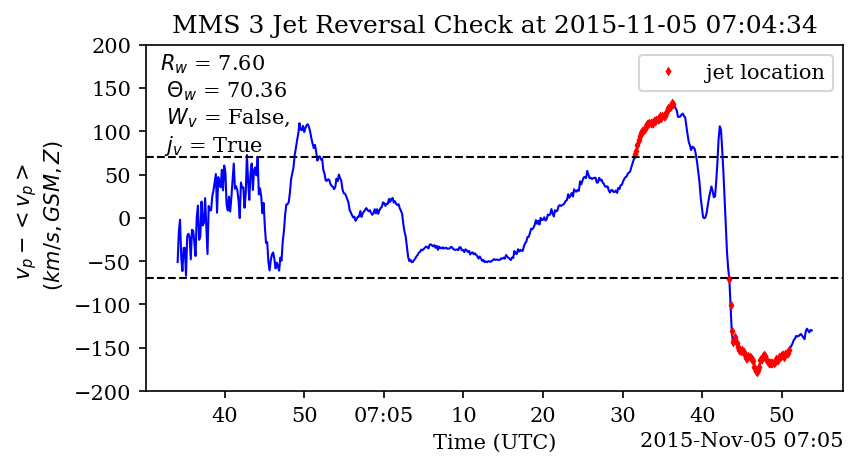 MMS 3 Jet Reversal Check at 2015-11-05 07:04:34
R_w = 7.60
Θ_w = 70.36
W_v = False,
j_v = True
jet location
200
150
100
50
0
−50
−100
−150
−200
v_p − < v_p >
(km/s, GSM, Z)
40 50 07:05 10 20 30 40 50
Time (UTC)
2015-Nov-05 07:05